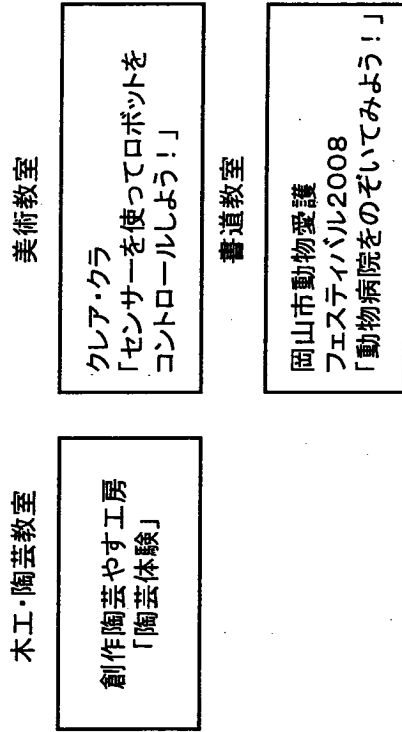 木工・陶芸教室
創作陶芸やす工房
「陶芸体験」
美術教室
クレア・クラ
「センサーを使ってロボットを
コントロールしよう！」
書道教室
岡山市動物愛護
フェスティバル2008
「動物病院をのぞいてみよう！」